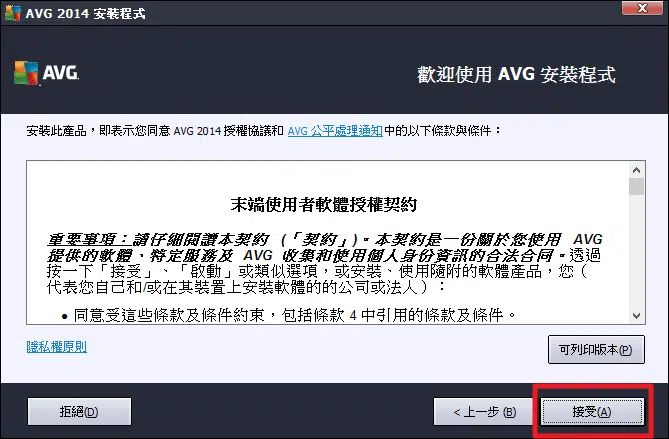 AVG 2014 安裝程式
AVG.
歡迎使用 AVG 安裝程式
安裝此產品，即表示您同意 AVG 2014 授權協議和 AVG 公平處理通知中的以下條款與條件：
末端使用者軟體授權契約
重要事項：請仔細閱讀本契約 (「契約」)。本契約是一份關於您使用 AVG
提供的軟體、特定服務及 AVG 收集和使用個人身份資訊的合法合同。透過
按一下「接受」、「啟動」或類似選項，或安裝、使用隨附的軟體產品，您（
代表您自己和/或在其裝置上安裝軟體的的公司或法人）：
• 同意受這些條款及條件約束，包括條款 4 中引用的條款及條件。
隱私權原則
可列印版本(P)
拒絕(D)
< 上一步 (B)
接受(A)